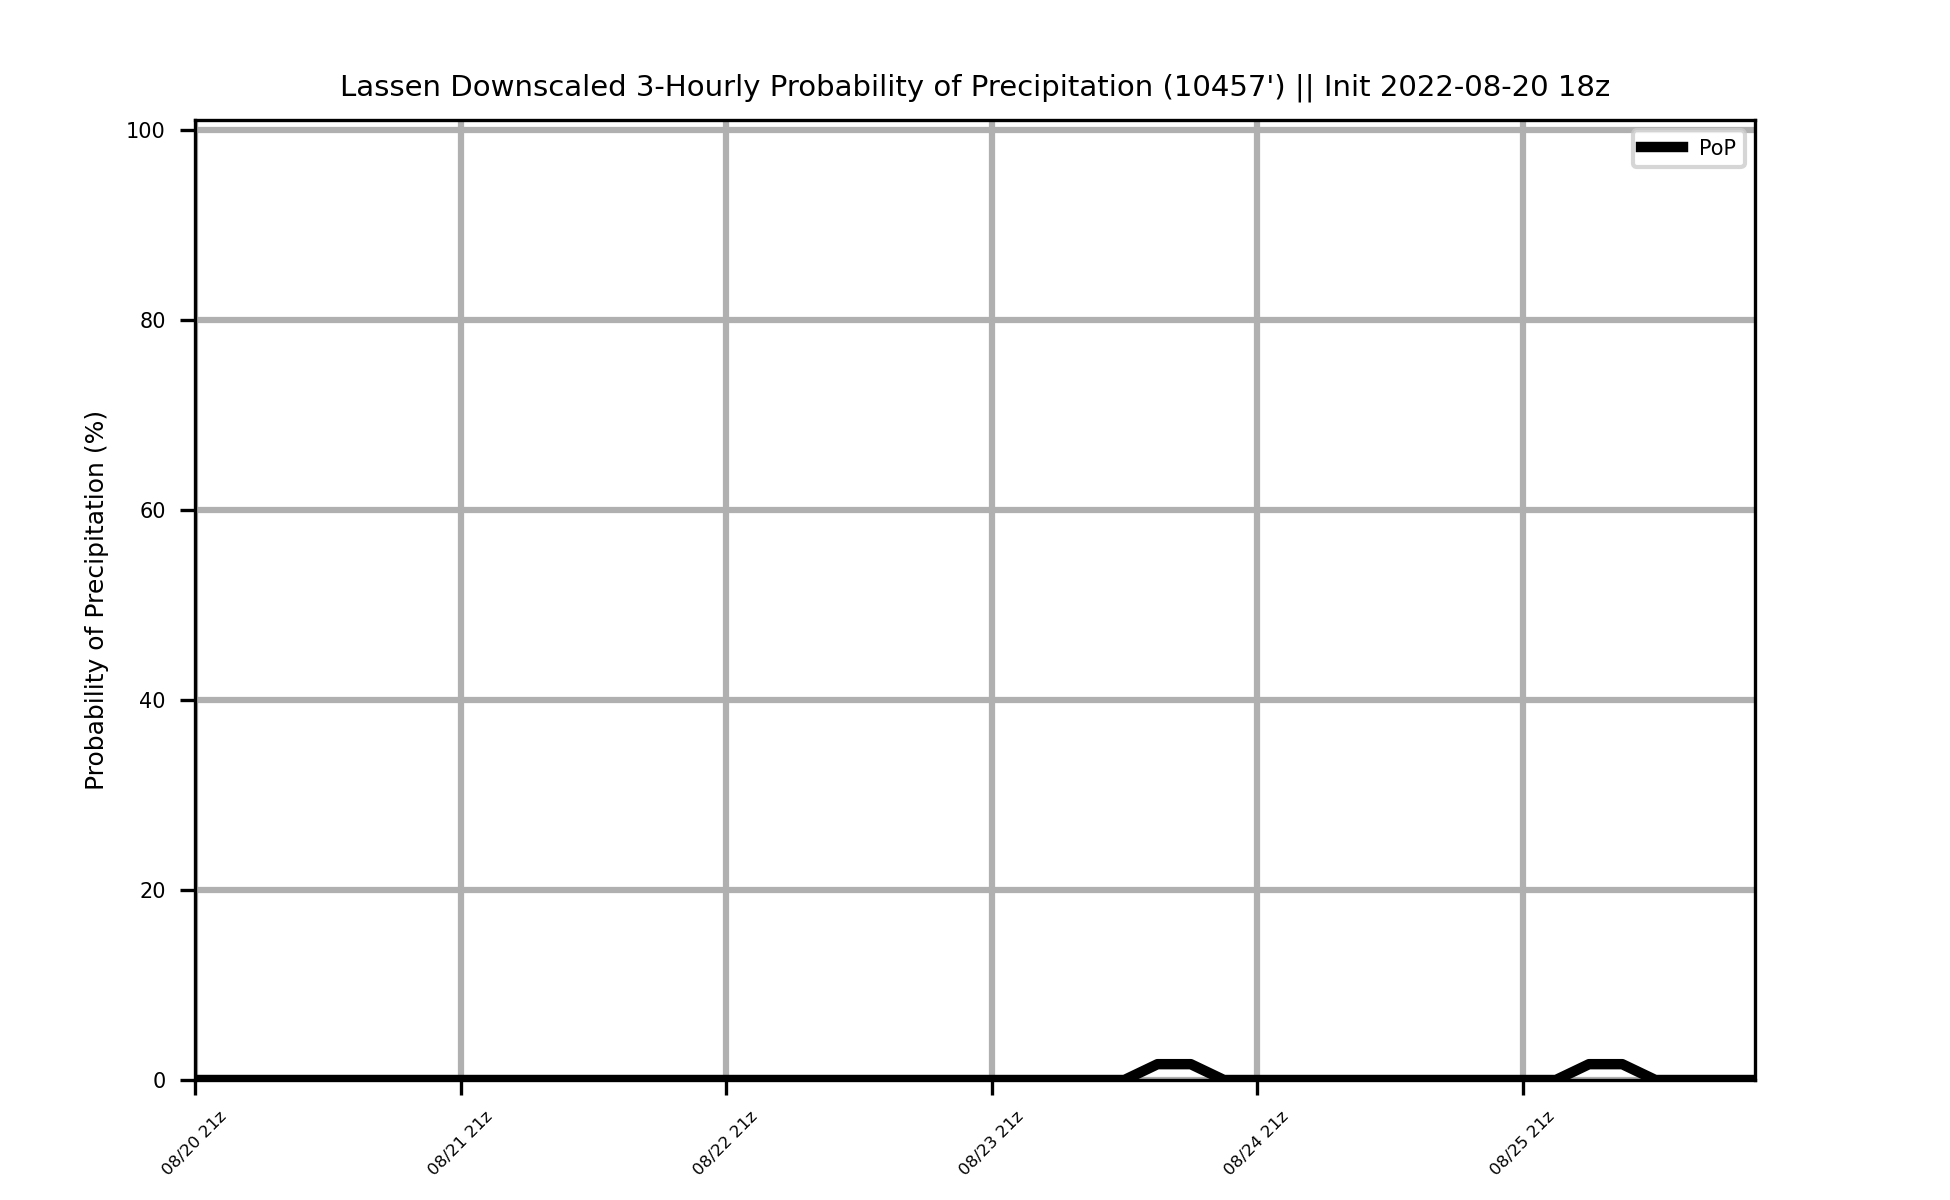 Lassen Downscaled 3-Hourly Probability of Precipitation (10457') || Init 2022-08-20 18z
PoP
Probability of Precipitation (%)
100
80
60
40
20
0
08/20 21z
08/21 21z
08/22 21z
08/23 21z
08/24 21z
08/25 21z